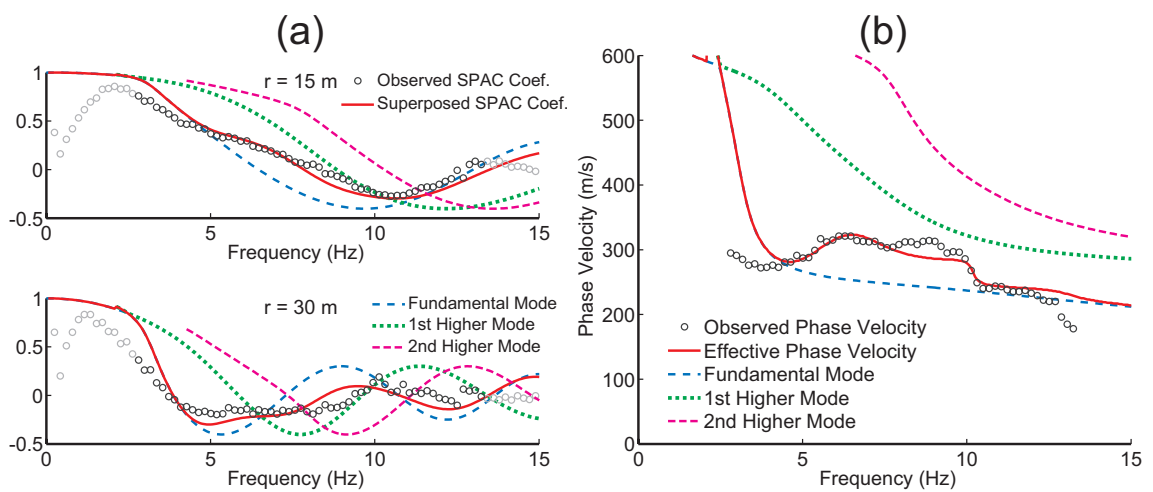 (a)
1
0.5
0
-0.5
r = 15 m
Observed SPAC Coef.
Superposed SPAC Coef.
0 5 10 15
Frequency (Hz)
1
0.5
0
-0.5
r = 30 m
Fundamental Mode
1st Higher Mode
2nd Higher Mode
0 5 10 15
Frequency (Hz)
(b)
Phase Velocity (m/s)
600
500
400
300
200
100
0
Observed Phase Velocity
Effective Phase Velocity
Fundamental Mode
1st Higher Mode
2nd Higher Mode
0 5 10 15
Frequency (Hz)